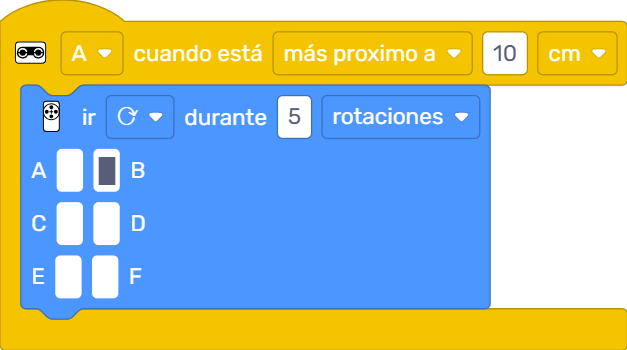 A cuando está más proximo a 10 cm
ir durante 5 rotaciones
A B
C D
E F